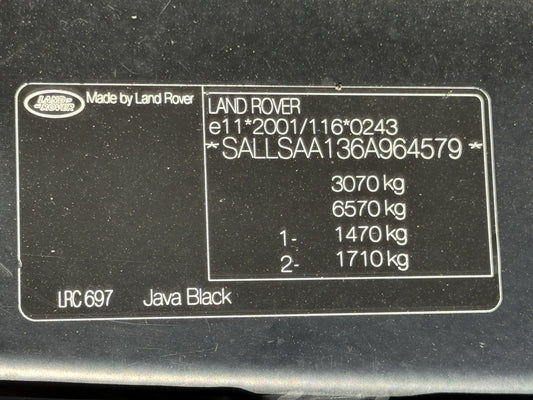 LAND ROVER
Made by Land Rover
LAND ROVER
e11*2001/116*0243
*SALLSAA136A964579*
3070 kg
6570 kg
1- 1470 kg
2- 1710 kg
LRC 697 Java Black